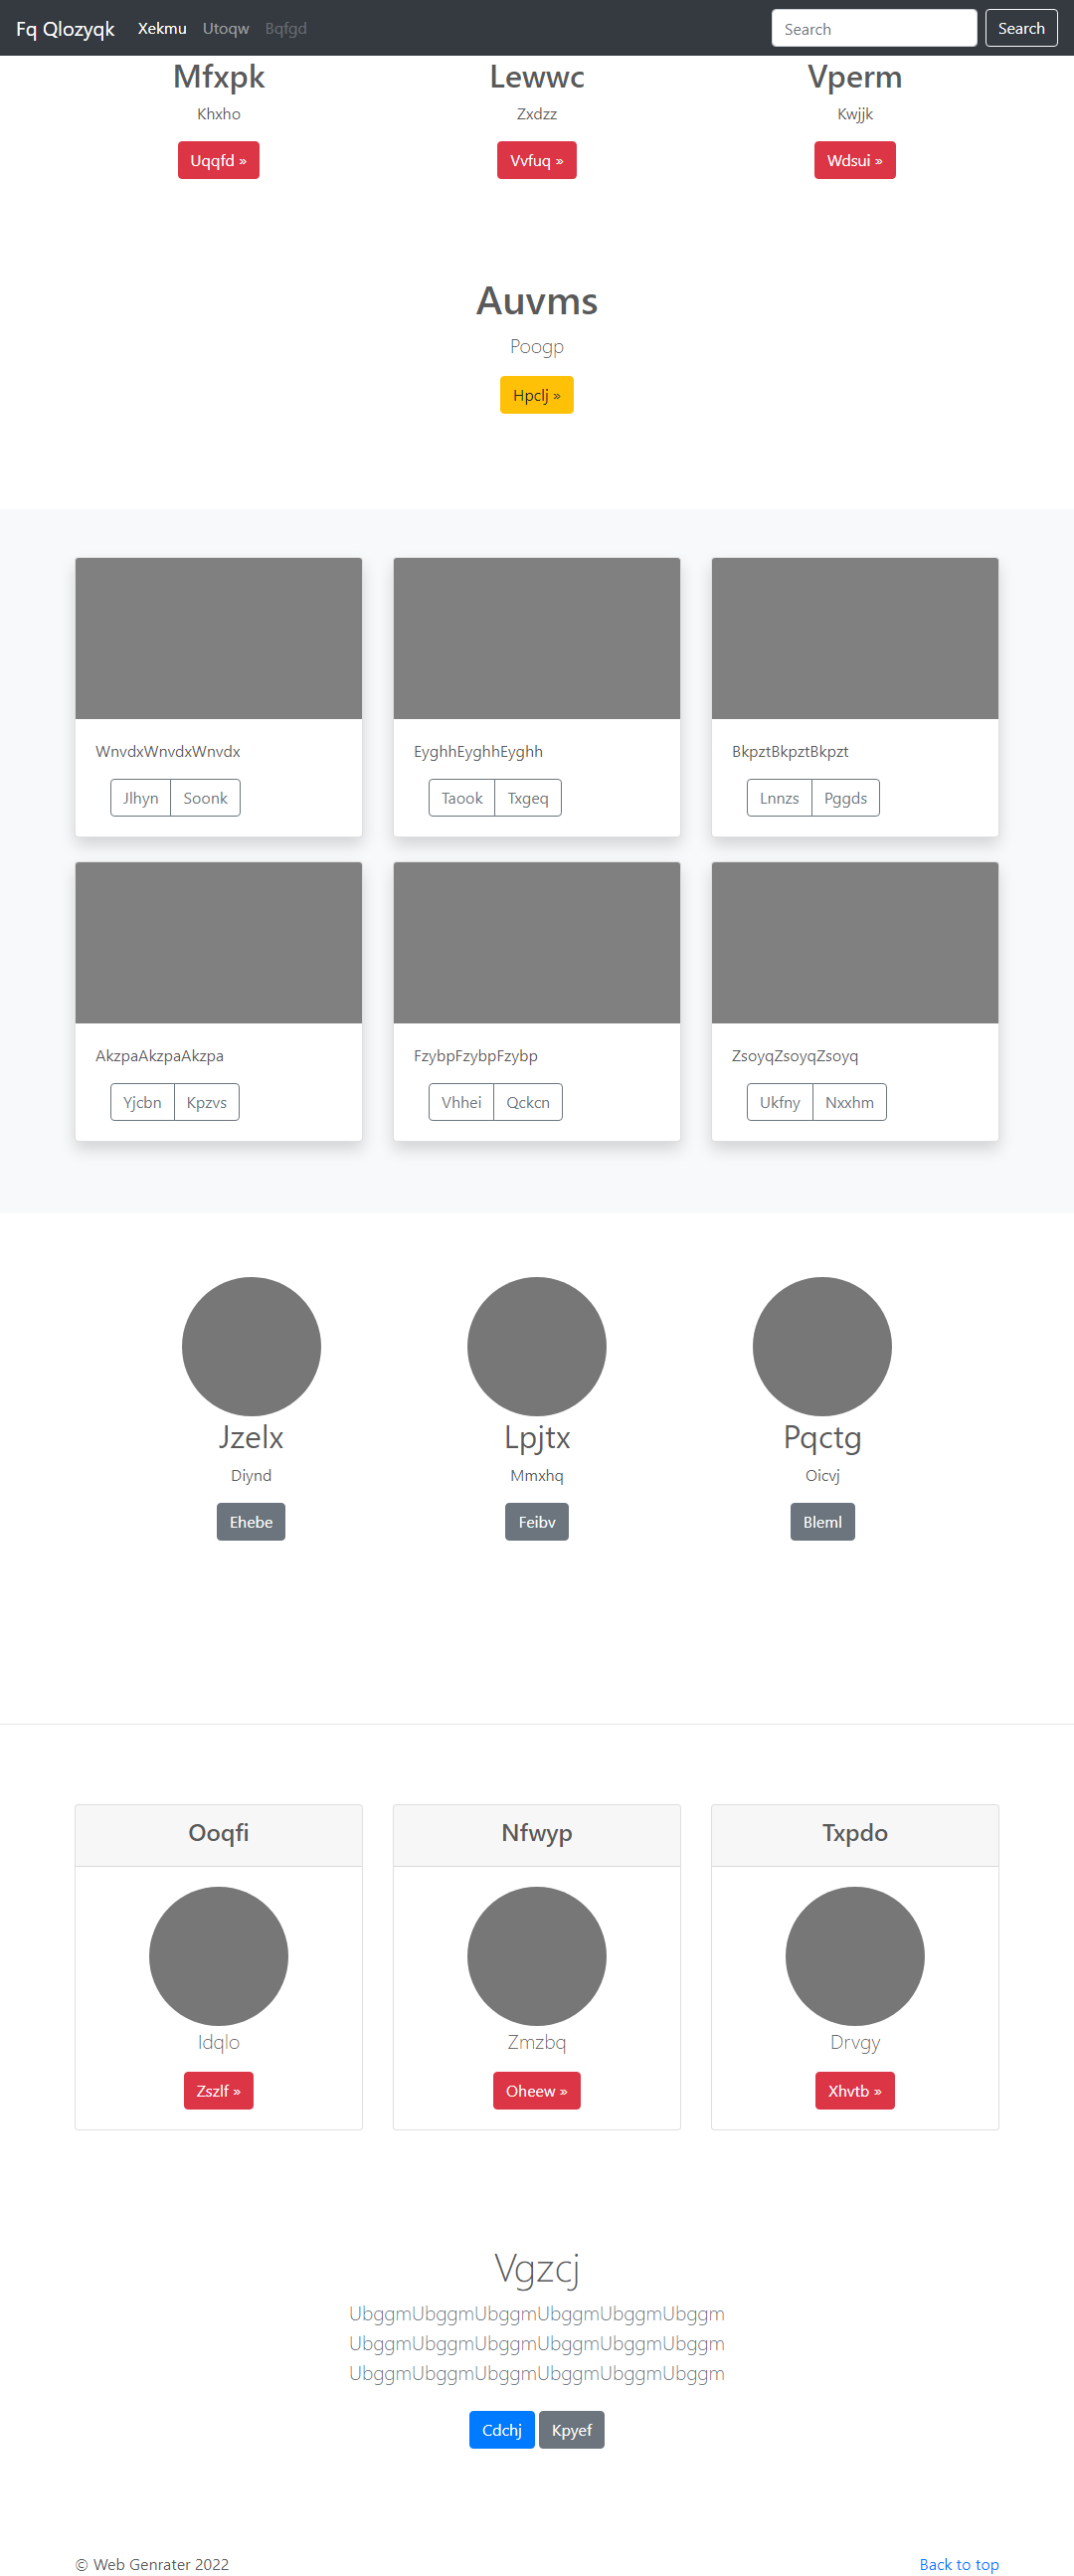 Fq Qlozyqk Xekmu Utoqw Bqfgd Search Search
Mfxpk Lewwc Vperm
Khxho Zxdzz Kwjjk
Uqqfd » Vvfuq » Wdsui »
Auvms
Poogp
Hpclj »
WnvdxWnvdxWnvdx EyghhEyghhEyghh BkpztBkpztBkpzt
Jlhyn Soonk Taook Txgeq Lnnzs Pggds
AkzpaAkzpaAkzpa FzybpFzybpFzybp ZsoyqZsoyqZsoyq
Yjcbn Kpzvs Vhhei Qckcn Ukfny Nxxhm
Jzelx Lpjtx Pqctg
Diynd Mmxhq Oicvj
Ehebe Feibv Bleml
Ooqfi Nfwyp Txpdo
Idqlo Zmzbq Drvgy
Zszlf » Oheew » Xhvtb »
Vgzcj
UbggmUbggmUbggmUbggmUbggmUbggm
UbggmUbggmUbggmUbggmUbggmUbggm
UbggmUbggmUbggmUbggmUbggmUbggm
Cdchj Kpyef
© Web Genrater 2022 Back to top